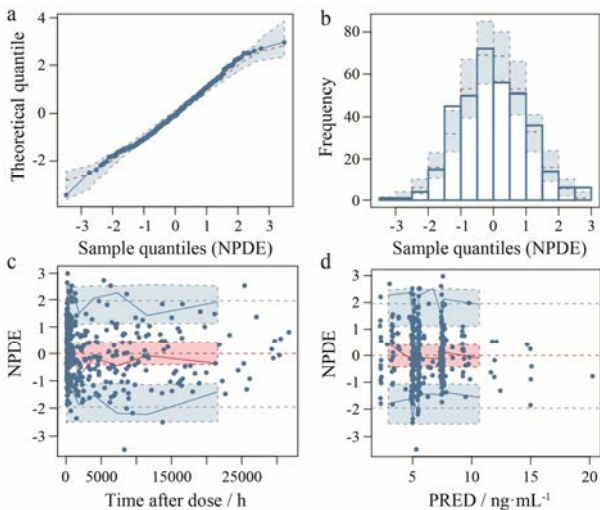 a
4
2
0
-2
Theoretical quantile
-3 -2 -1 0 1 2 3
Sample quantiles (NPDE)
b
80
60
40
20
0
Frequency
-3 -2 -1 0 1 2 3
Sample quantiles (NPDE)
c
3
2
1
0
-1
-2
-3
NPDE
0 5000 15000 25000
Time after dose / h
d
3
2
1
0
-1
-2
-3
NPDE
5 10 15 20
PRED / ng·mL⁻¹